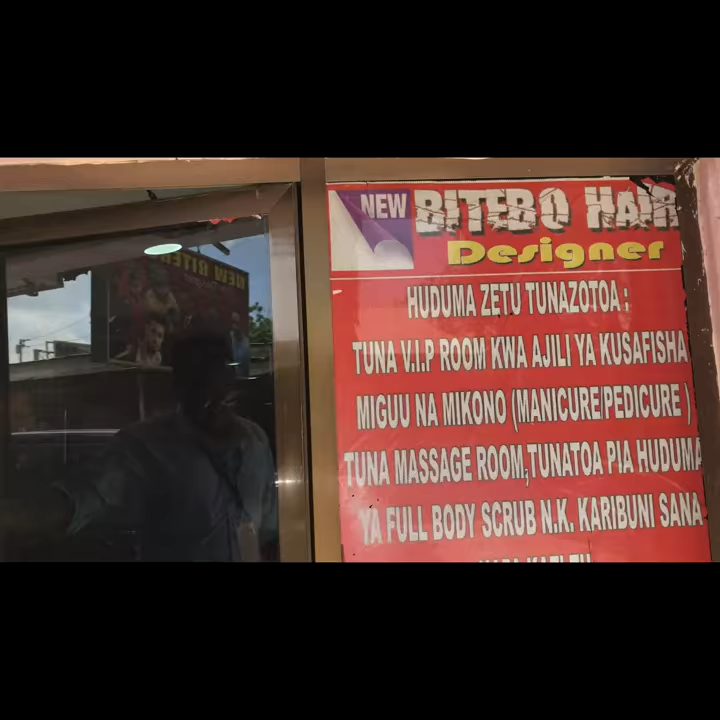 NEW BITEBO HAIR
Designer
HUDUMA ZETU TUNAZOTOA :
TUNA V.I.P ROOM KWA AJILI YA KUSAFISHA
MIGUU NA MIKONO (MANICURE/PEDICURE )
TUNA MASSAGE ROOM,TUNATOA PIA HUDUMA
YA FULL BODY SCRUB N.K. KARIBUNI SANA